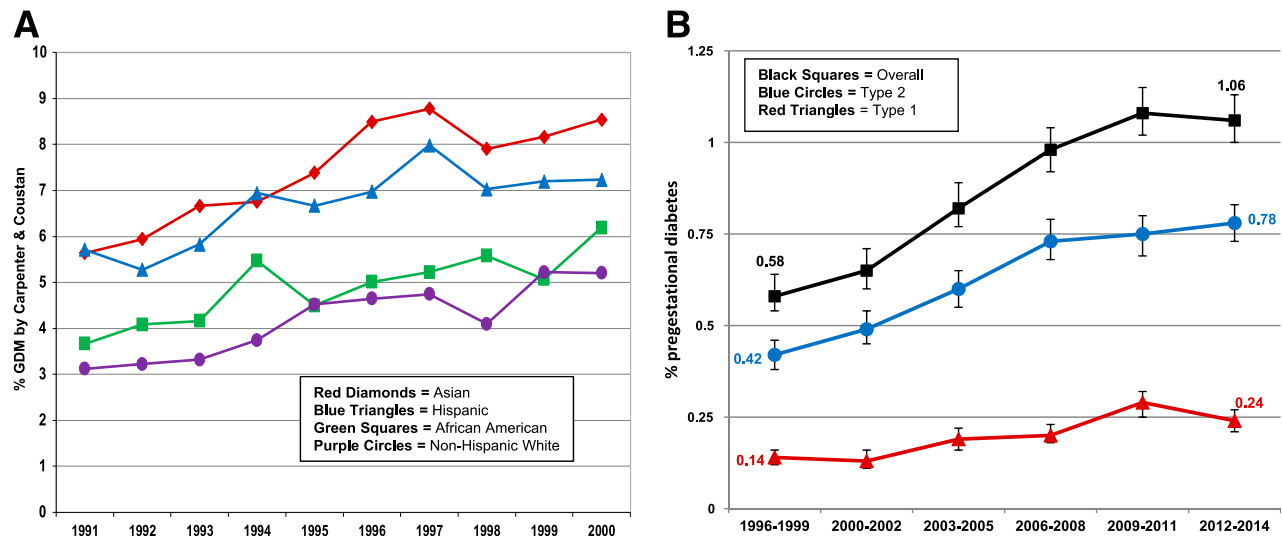 A
% GDM by Carpenter & Coustan
10
9
8
7
6
5
4
3
2
1
0
Red Diamonds = Asian
Blue Triangles = Hispanic
Green Squares = African American
Purple Circles = Non-Hispanic White
1991 1992 1993 1994 1995 1996 1997 1998 1999 2000
B
% pregestational diabetes
1.25
1
0.75
0.5
0.25
0
Black Squares = Overall
Blue Circles = Type 2
Red Triangles = Type 1
1.06
0.78
0.58
0.42
0.24
0.14
1996-1999 2000-2002 2003-2005 2006-2008 2009-2011 2012-2014